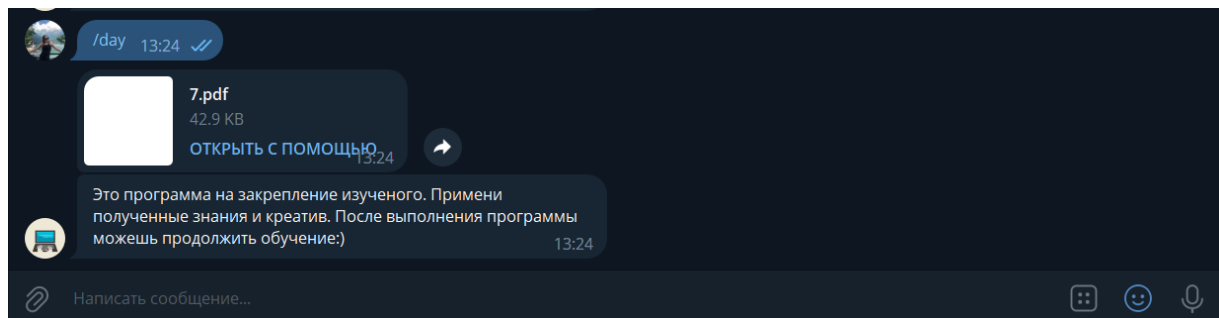 /day 13:24
7.pdf
42.9 KB
ОТКРЫТЬ С ПОМОЩЬЮ
13:24
Это программа на закрепление изученого. Примени
полученные знания и креатив. После выполнения программы
можешь продолжить обучение:)
13:24
Написать сообщение...